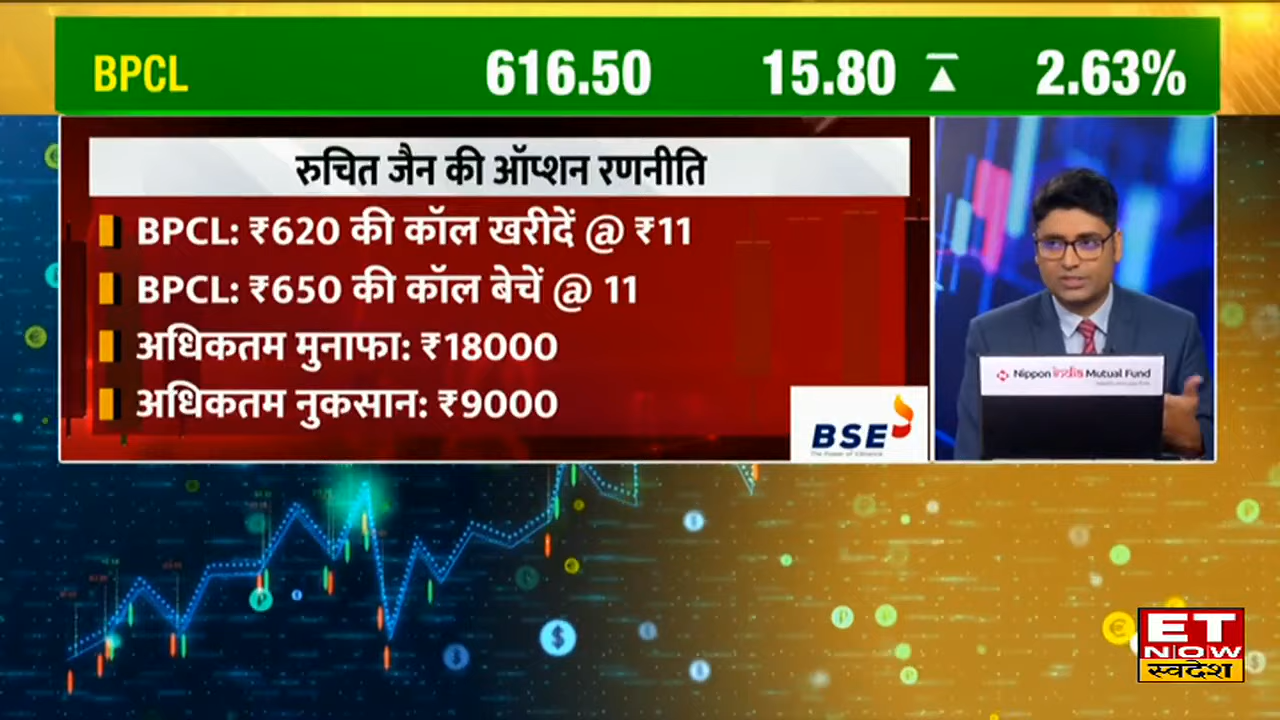 BPCL 616.50 15.80 2.63%
रुचित जैन की ऑप्शन रणनीति
BPCL: ₹620 की कॉल खरीदें @ ₹11
BPCL: ₹650 की कॉल बेचें @ 11
अधिकतम मुनाफा: ₹18000
अधिकतम नुकसान: ₹9000
BSE
Nippon india Mutual Fund
ET
NOW
स्वदेश